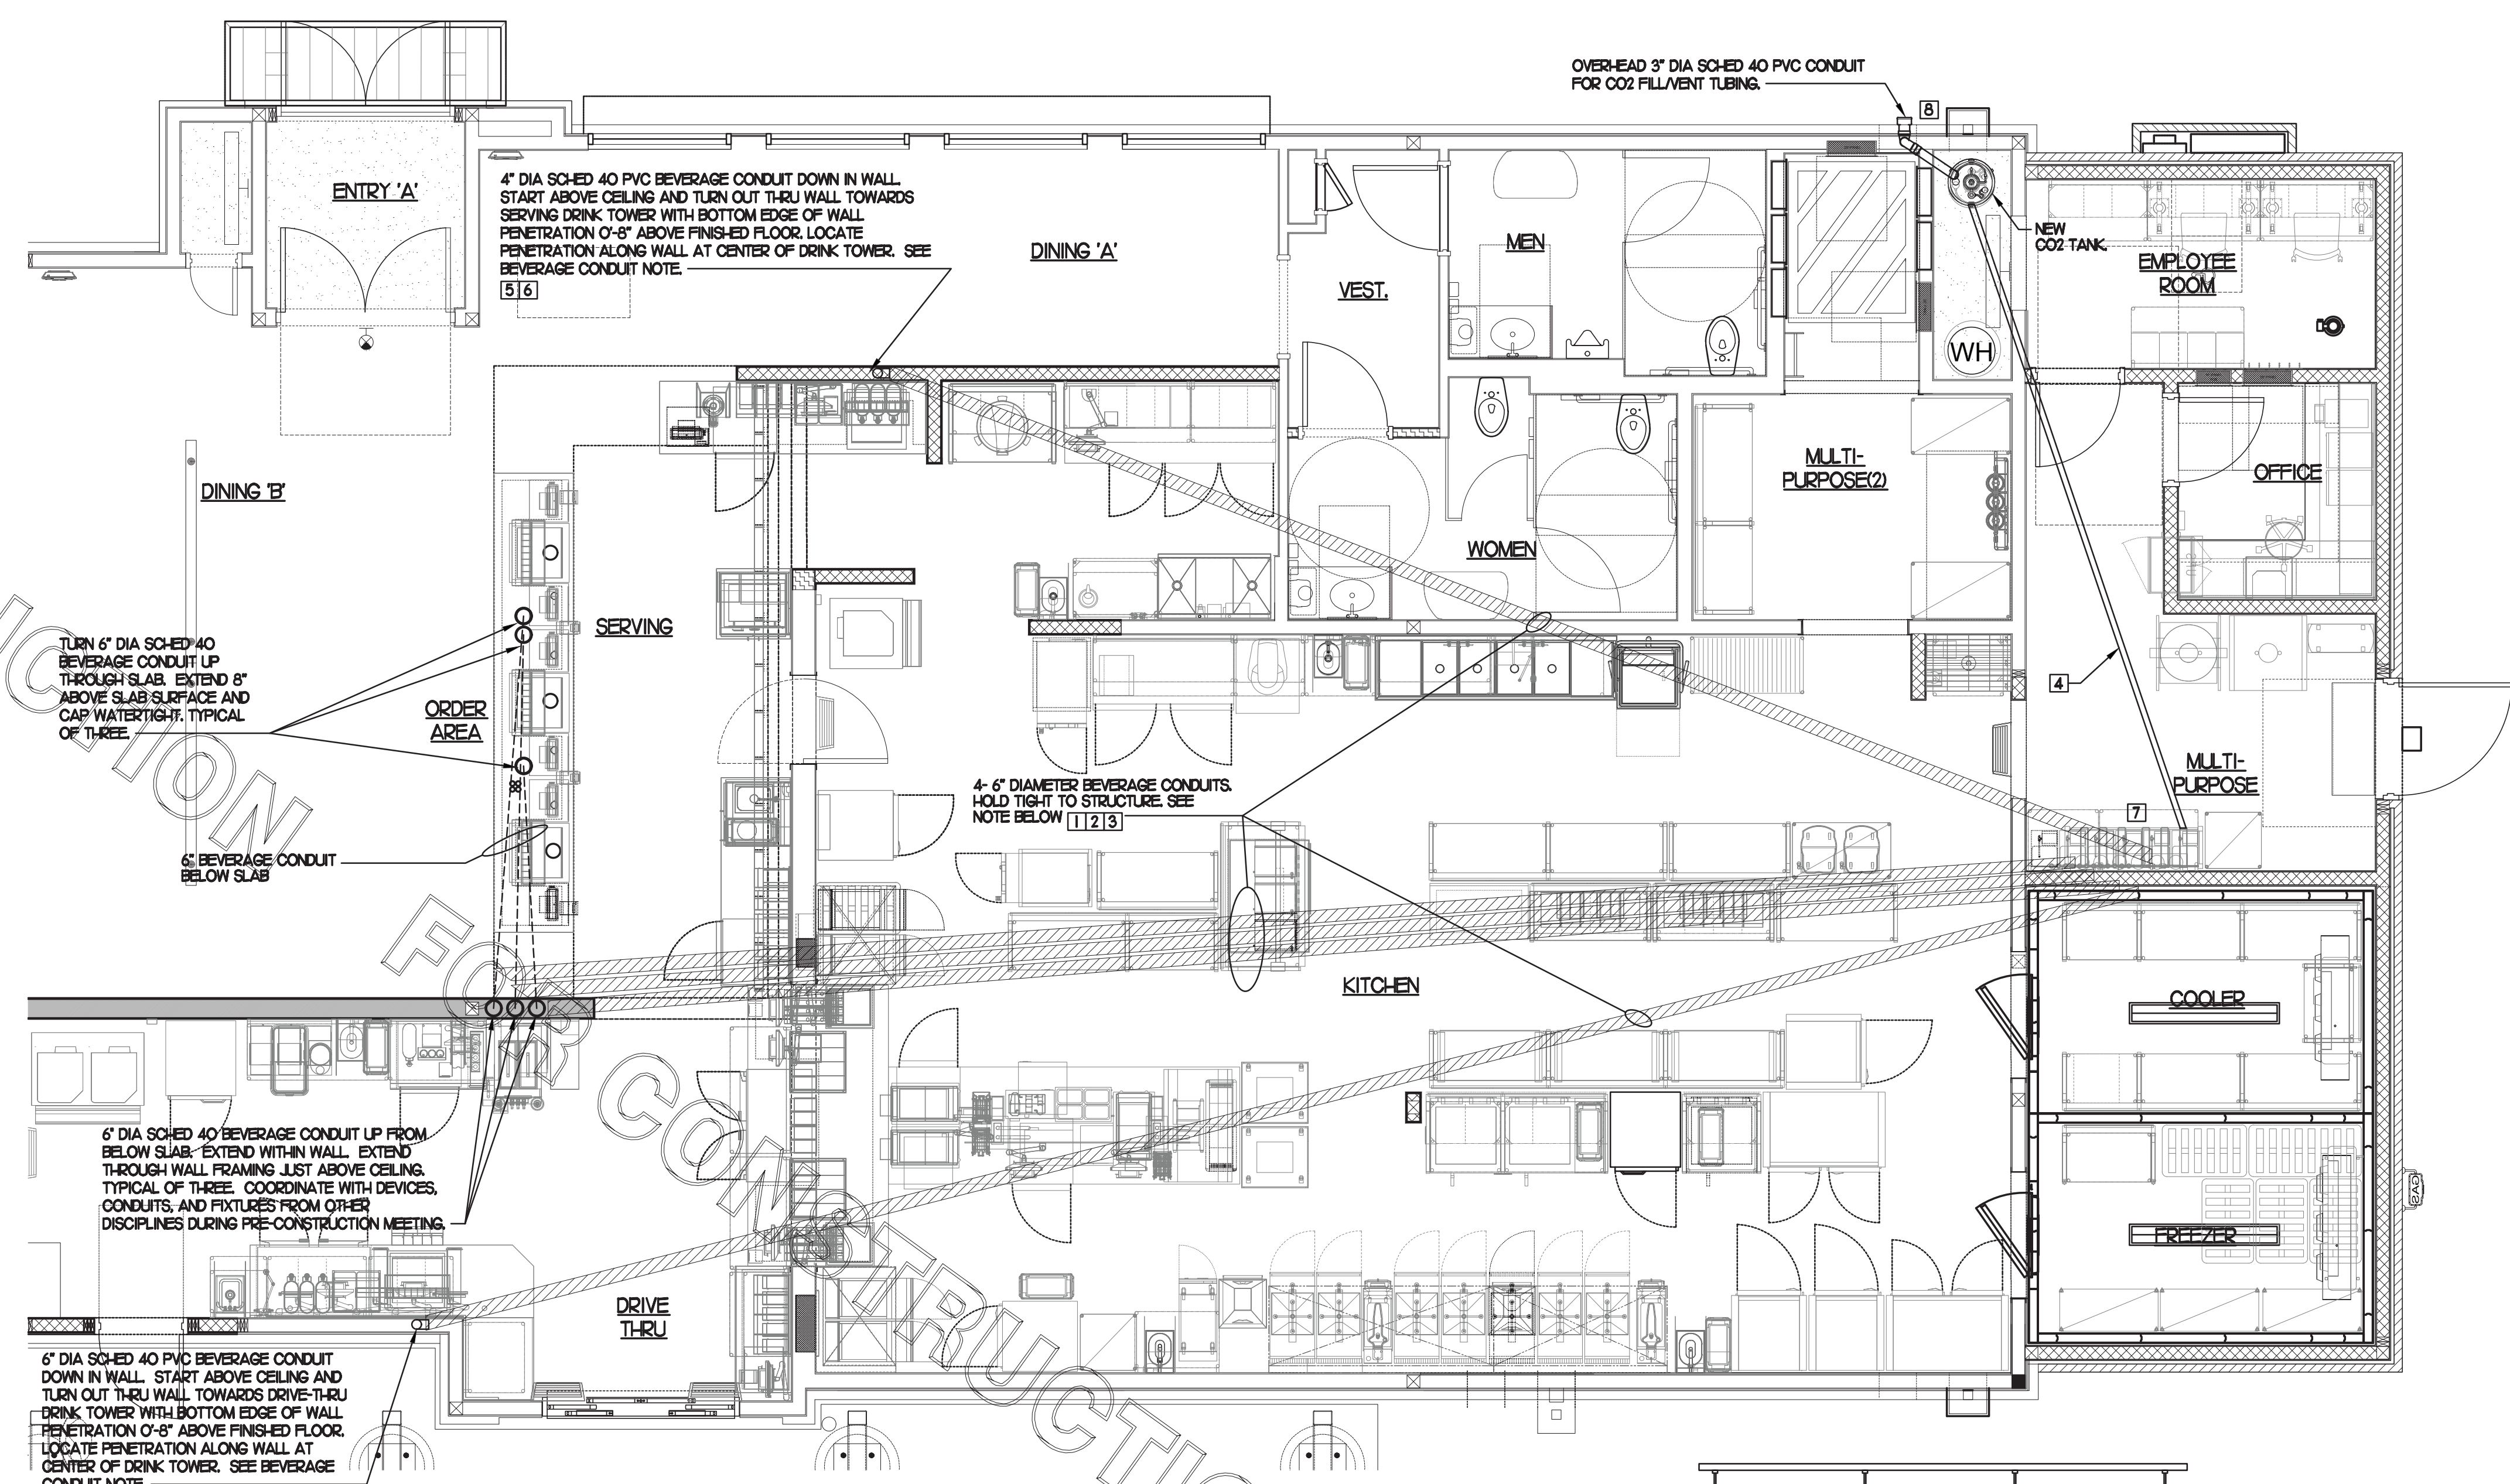 OVERHEAD 3" DIA SCHED 40 PVC CONDUIT
FOR CO2 FILL/VENT TUBING.
8
ENTRY 'A'
4" DIA SCHED 40 PVC BEVERAGE CONDUIT DOWN IN WALL.
START ABOVE CEILING AND TURN OUT THRU WALL TOWARDS
SERVING DRINK TOWER WITH BOTTOM EDGE OF WALL
PENETRATION 0'-8" ABOVE FINISHED FLOOR. LOCATE
PENETRATION ALONG WALL AT CENTER OF DRINK TOWER. SEE
BEVERAGE CONDUIT NOTE.
5 6
DINING 'A'
VEST.
MEN
NEW
CO2 TANK.
EMPLOYEE
ROOM
WH
DINING 'B'
MULTI-
PURPOSE(2)
OFFICE
WOMEN
SERVING
TURN 6" DIA SCHED 40
BEVERAGE CONDUIT UP
THROUGH SLAB. EXTEND 8"
ABOVE SLAB SURFACE AND
CAP WATERTIGHT. TYPICAL
OF THREE.
ORDER
AREA
4
MULTI-
PURPOSE
4- 6" DIAMETER BEVERAGE CONDUITS.
HOLD TIGHT TO STRUCTURE. SEE
NOTE BELOW 1 2 3
7
6" BEVERAGE CONDUIT
BELOW SLAB
KITCHEN
COOLER
6" DIA SCHED 40 BEVERAGE CONDUIT UP FROM
BELOW SLAB. EXTEND WITHIN WALL. EXTEND
THROUGH WALL FRAMING JUST ABOVE CEILING.
TYPICAL OF THREE. COORDINATE WITH DEVICES,
CONDUITS, AND FIXTURES FROM OTHER
DISCIPLINES DURING PRE-CONSTRUCTION MEETING.
GAS
FREEZER
DRIVE
THRU
6" DIA SCHED 40 PVC BEVERAGE CONDUIT
DOWN IN WALL. START ABOVE CEILING AND
TURN OUT THRU WALL TOWARDS DRIVE-THRU
DRINK TOWER WITH BOTTOM EDGE OF WALL
PENETRATION 0'-8" ABOVE FINISHED FLOOR.
LOCATE PENETRATION ALONG WALL AT
CENTER OF DRINK TOWER. SEE BEVERAGE
CONDUIT NOTE.
UCTION FOR CONSTRUCTIO